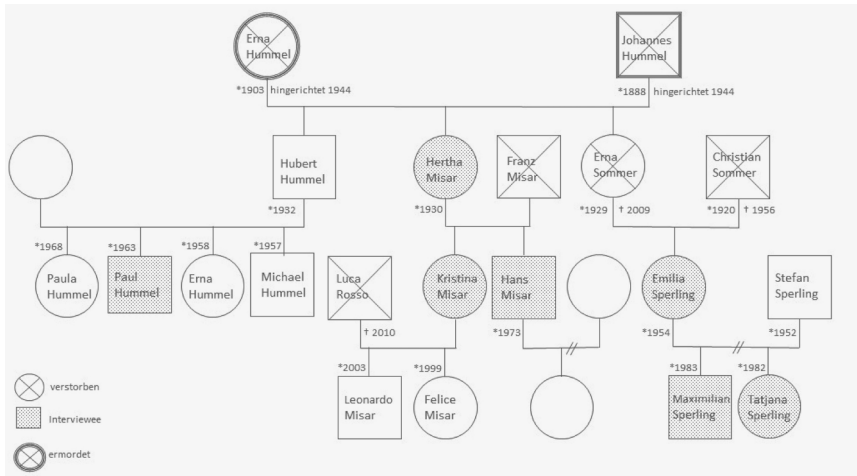 Erna
Hummel
Johannes
Hummel
*1903 hingerichtet 1944
*1888 hingerichtet 1944
Hubert
Hummel
Hertha
Misar
Franz
Misar
Erna
Sommer
Christian
Sommer
*1932
*1930
*1929 † 2009
*1920 † 1956
*1968
*1963
*1958
*1957
Paula
Hummel
Paul
Hummel
Erna
Hummel
Michael
Hummel
Luca
Rosso
Kristina
Misar
Hans
Misar
Emilia
Sperling
Stefan
Sperling
† 2010
*1973
*1954
*1952
*2003
*1999
*1983
*1982
Leonardo
Misar
Felice
Misar
Maximilian
Sperling
Tatjana
Sperling
verstorben
Interviewee
ermordet